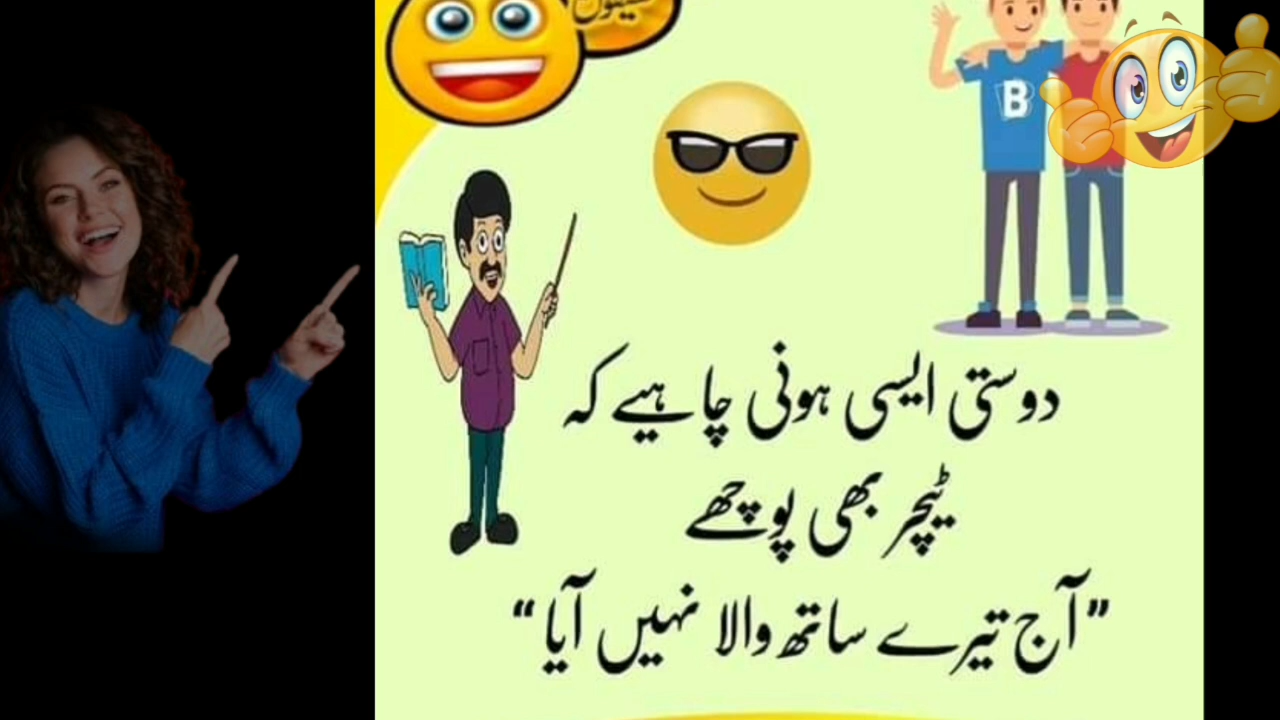 B
دوستی ایسی ہونی چاہیے کہ
ٹیچر بھی پوچھے
”آج تیرے ساتھ والا نہیں آیا“